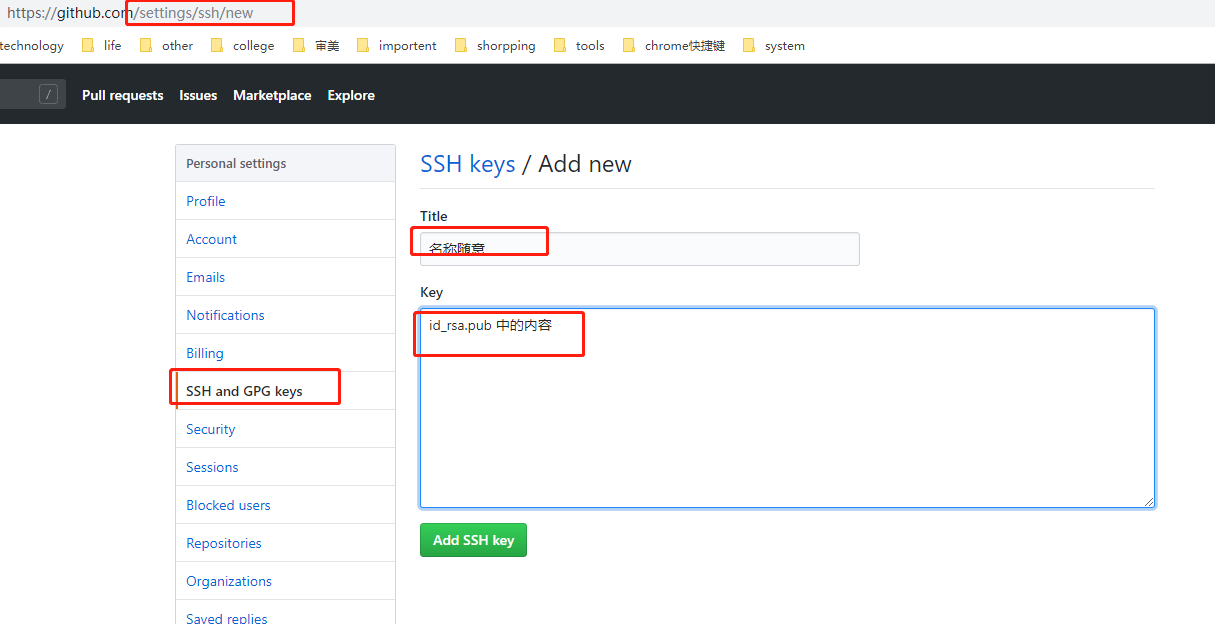 https://github.com/settings/ssh/new
technology life other college 审美 importent shorpping tools chrome快捷键 system
/ Pull requests Issues Marketplace Explore
Personal settings
Profile
Account
Emails
Notifications
Billing
SSH and GPG keys
Security
Sessions
Blocked users
Repositories
Organizations
Saved replies
SSH keys / Add new
Title
名称随意
Key
id_rsa.pub 中的内容
Add SSH key